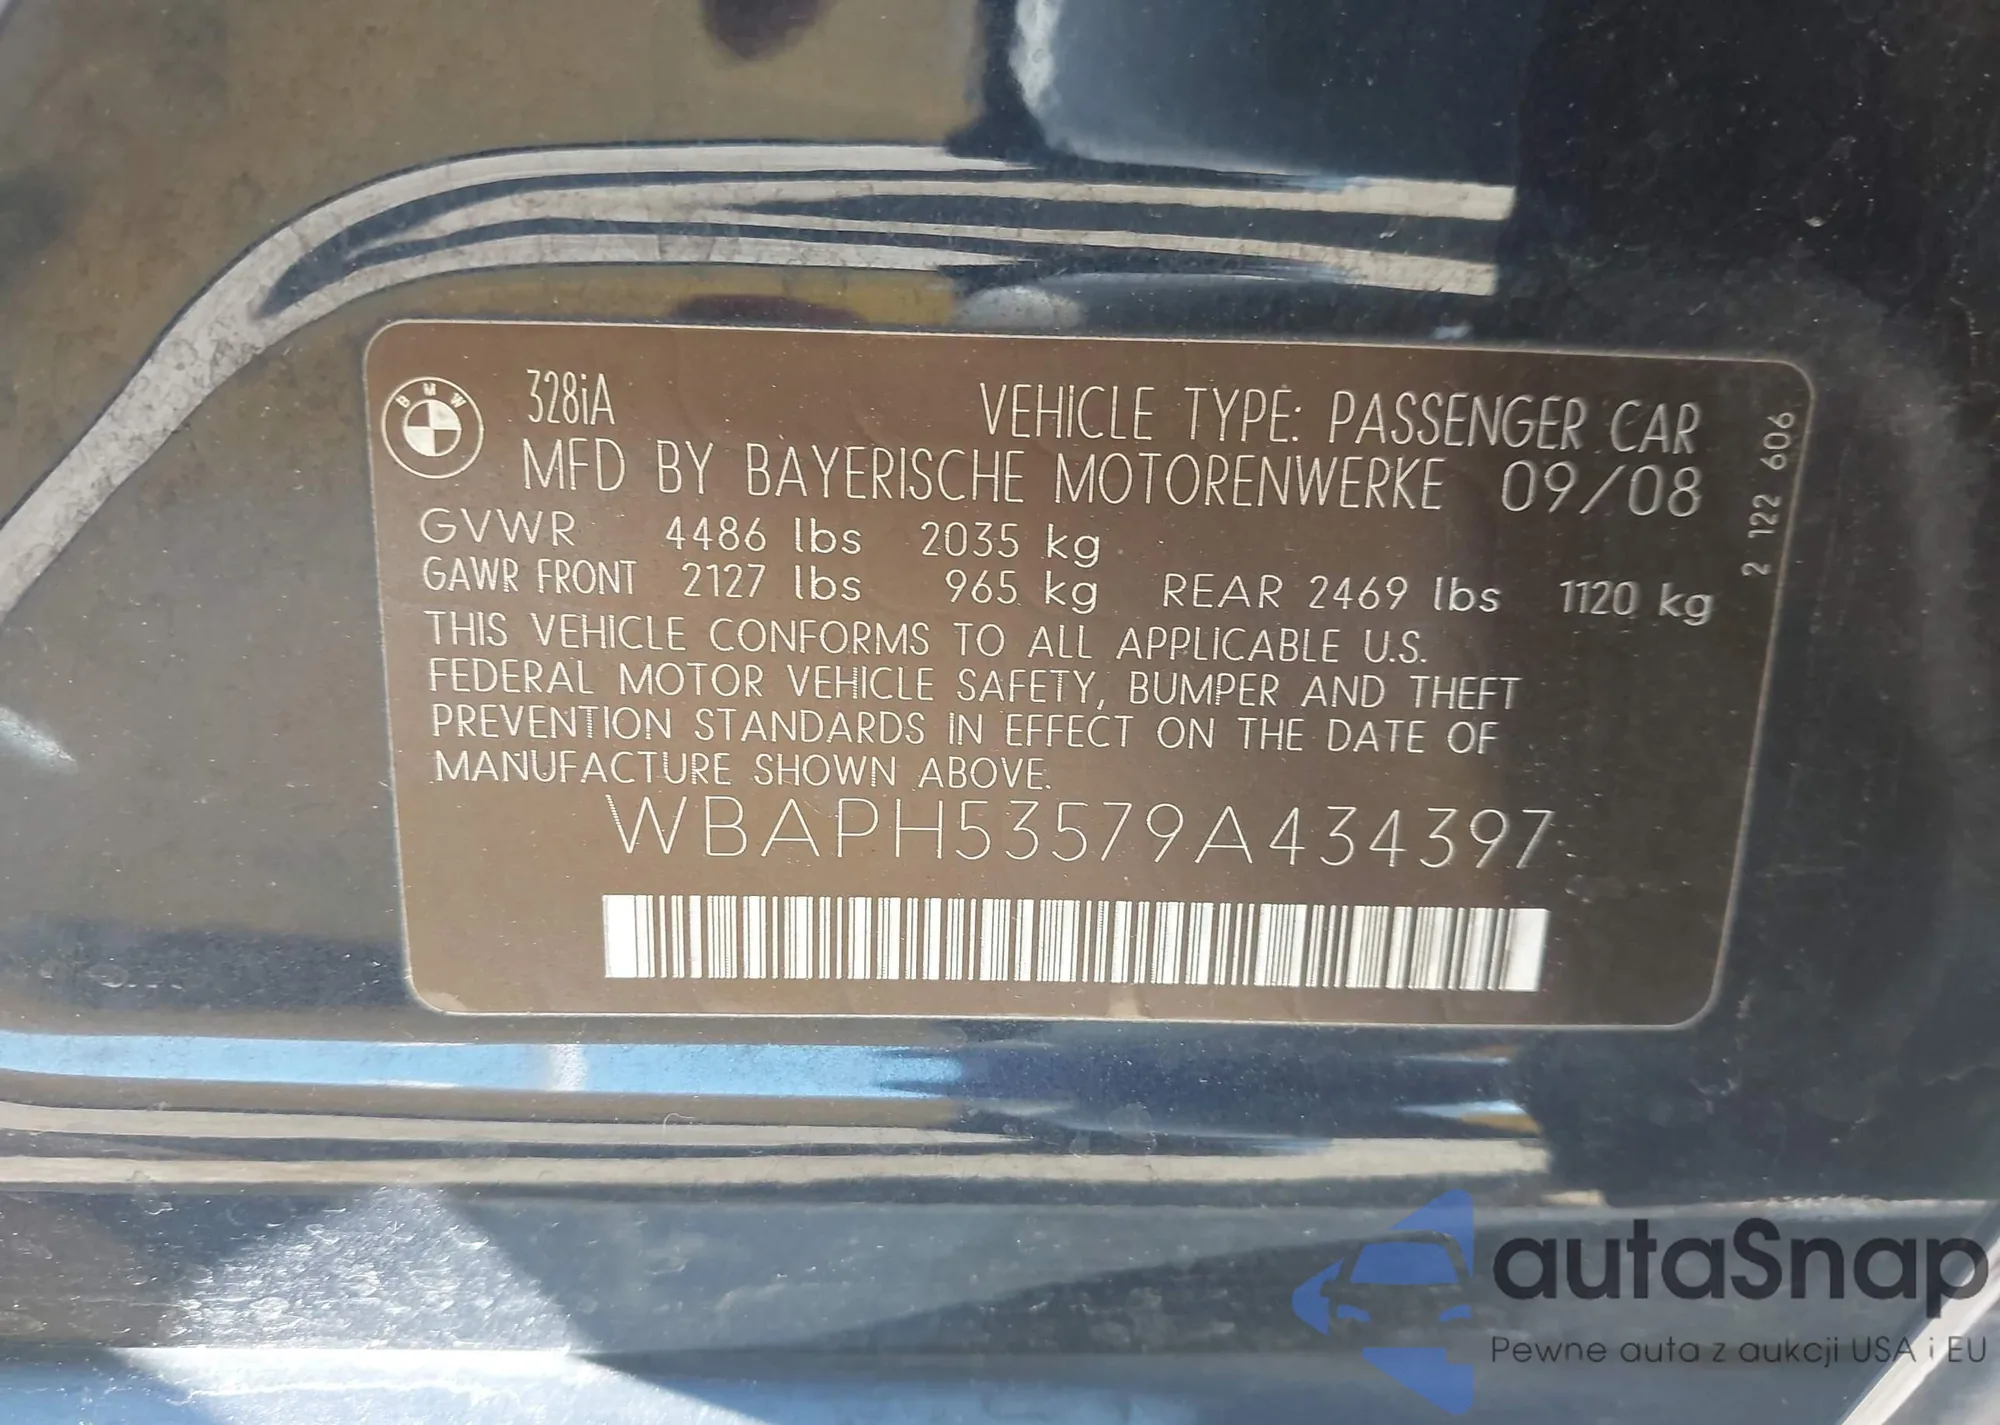 BMW
328iA
VEHICLE TYPE: PASSENGER CAR
MFD BY BAYERISCHE MOTORENWERKE 09/08
GVWR 4486 lbs 2035 kg
GAWR FRONT 2127 lbs 965 kg REAR 2469 lbs 1120 kg
THIS VEHICLE CONFORMS TO ALL APPLICABLE U.S.
FEDERAL MOTOR VEHICLE SAFETY, BUMPER AND THEFT
PREVENTION STANDARDS IN EFFECT ON THE DATE OF
MANUFACTURE SHOWN ABOVE.
WBAPH53579A434397
2 122 606
autaSnap
Pewne auta z aukcji USA i EU